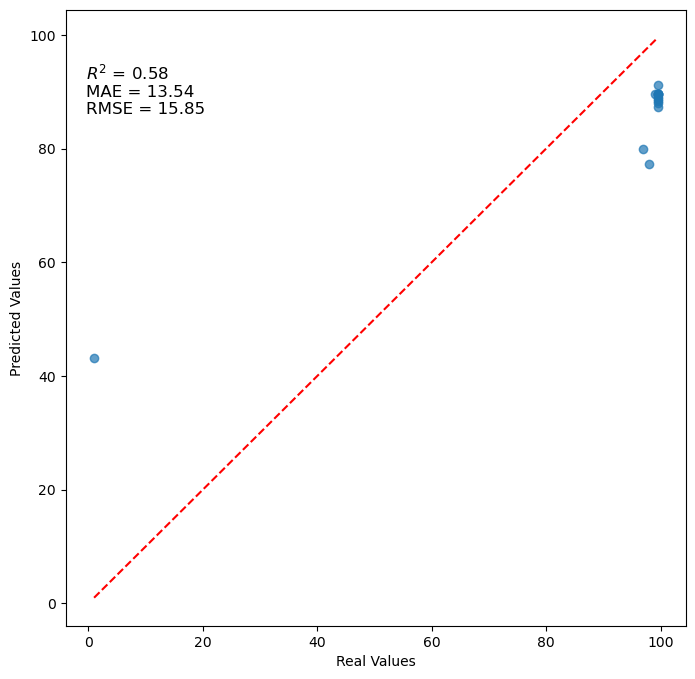 100
80
60
40
20
0
Predicted Values
R² = 0.58
MAE = 13.54
RMSE = 15.85
0 20 40 60 80 100
Real Values